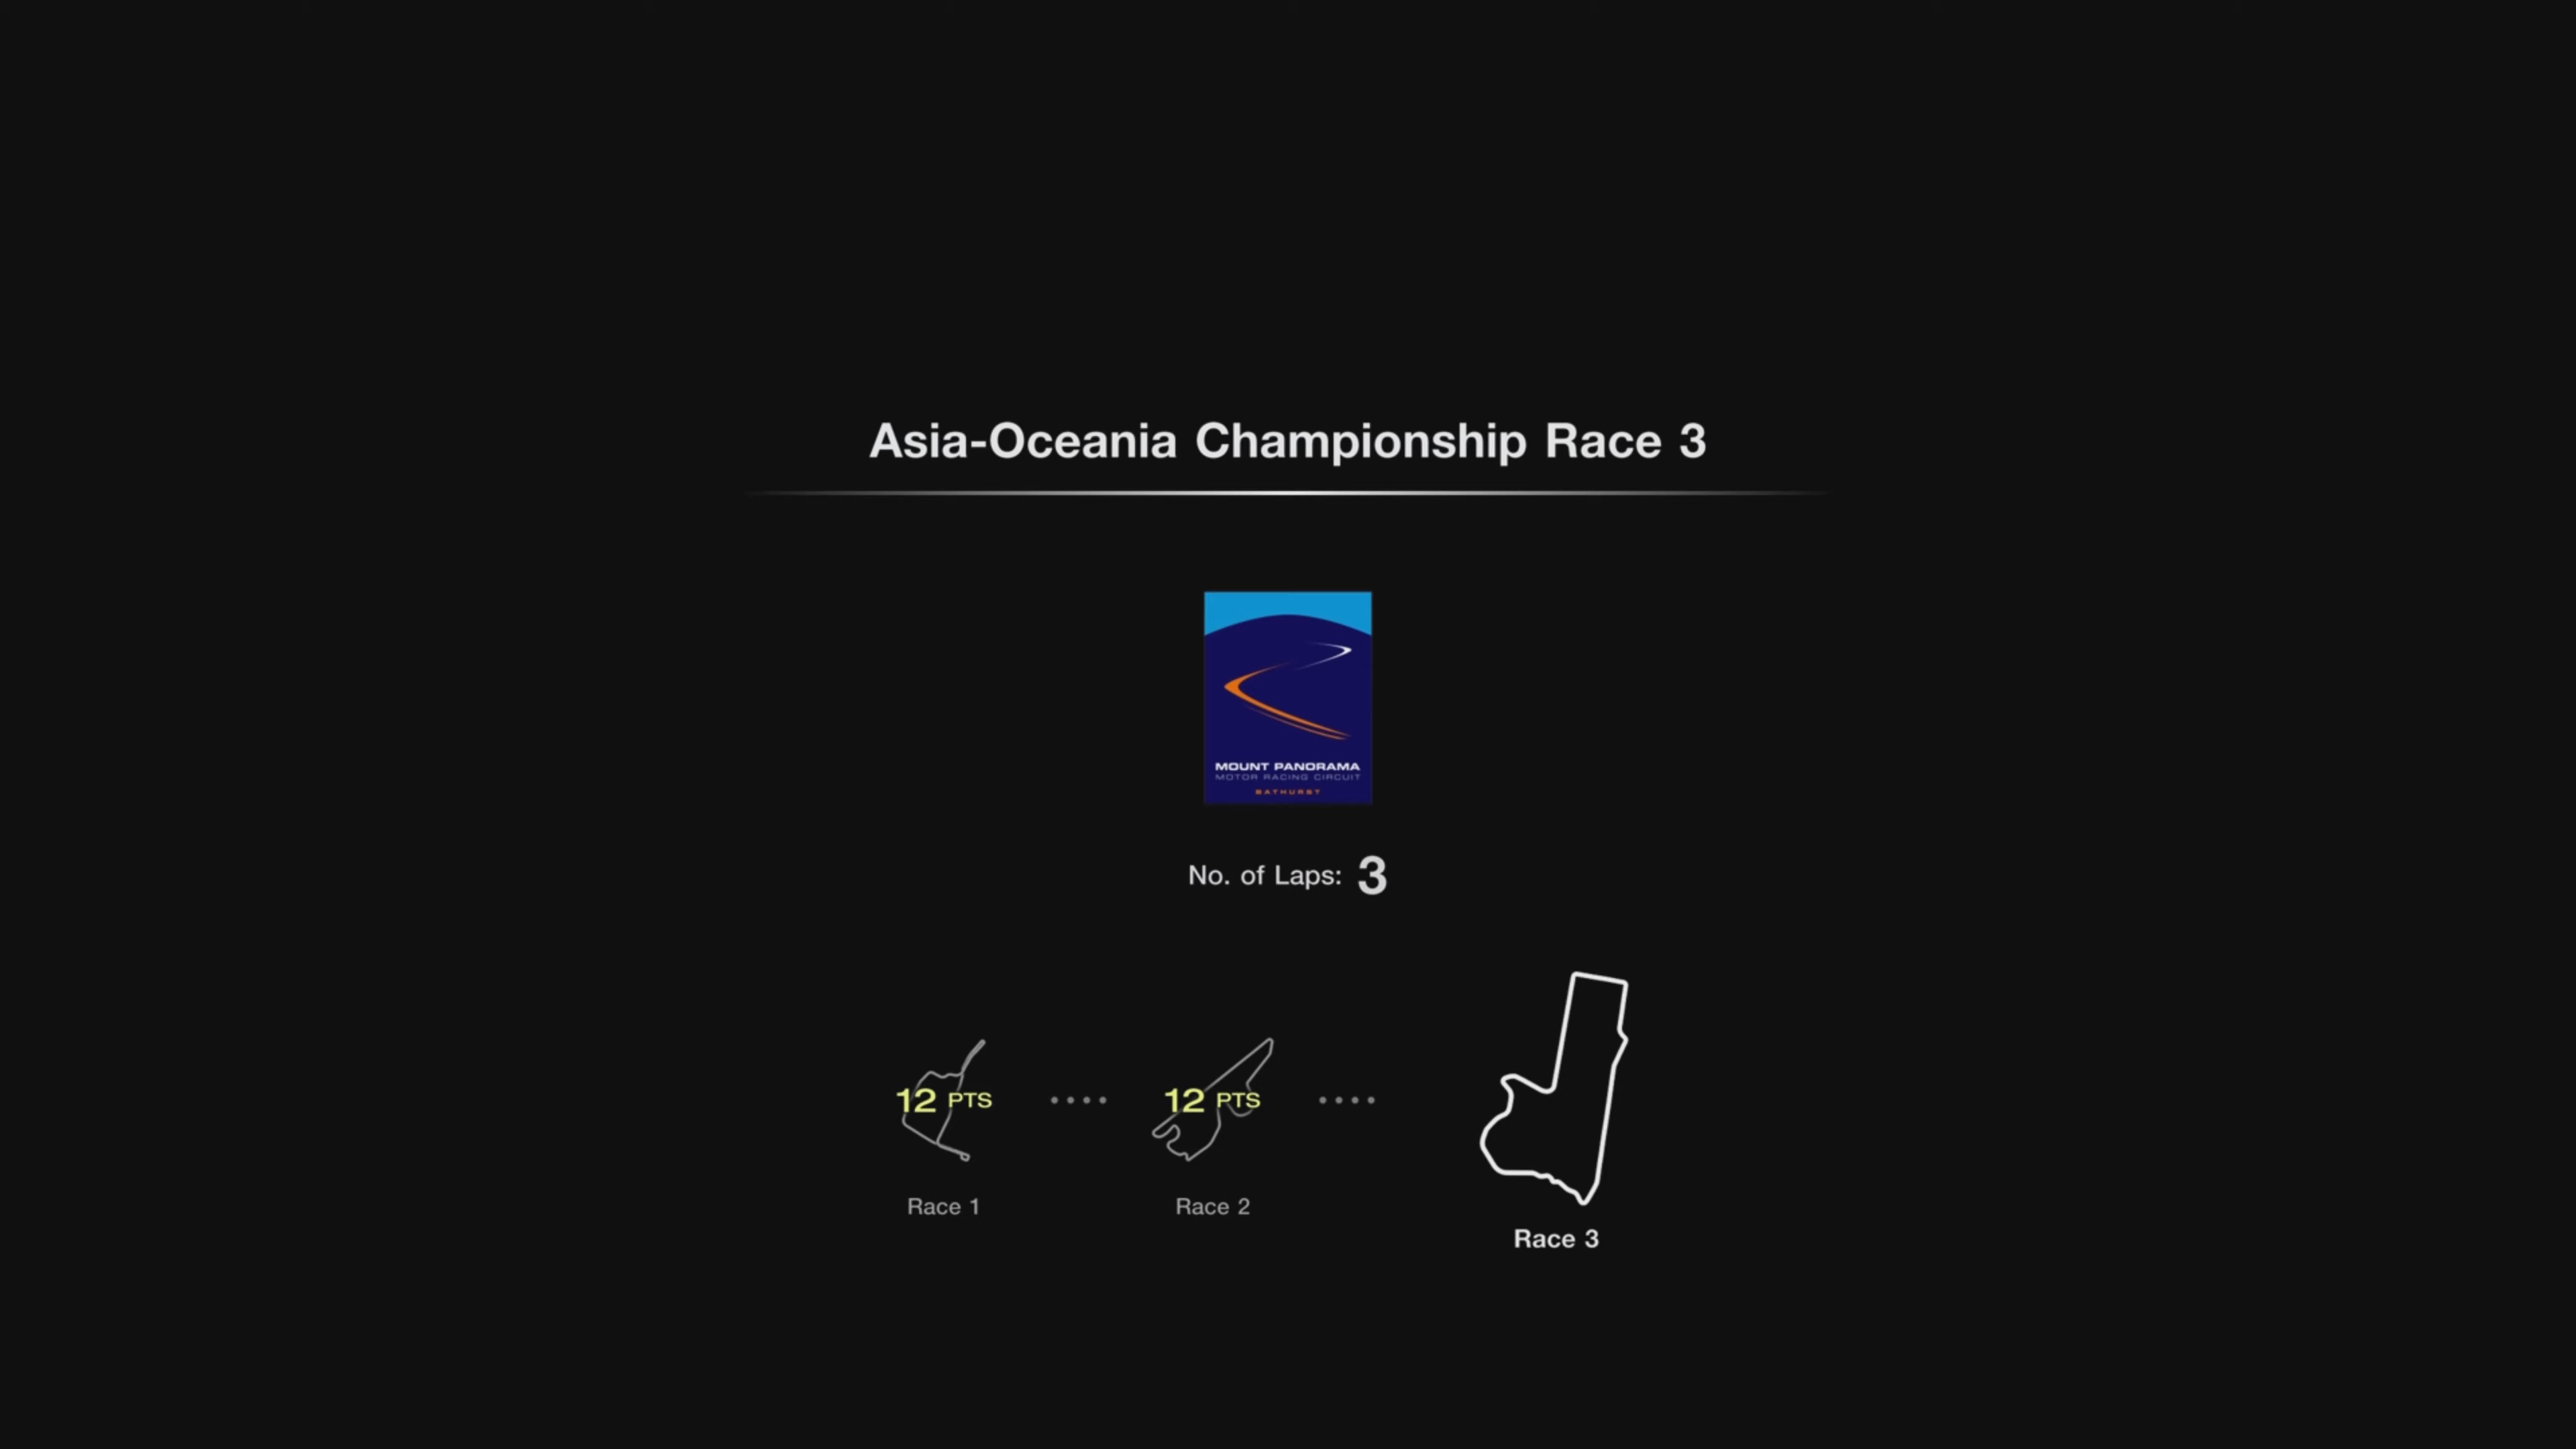 Asia-Oceania Championship Race 3
MOUNT PANORAMA
MOTOR RACING CIRCUIT
BATHURST
No. of Laps: 3
12 PTS
12 PTS
Race 1
Race 2
Race 3